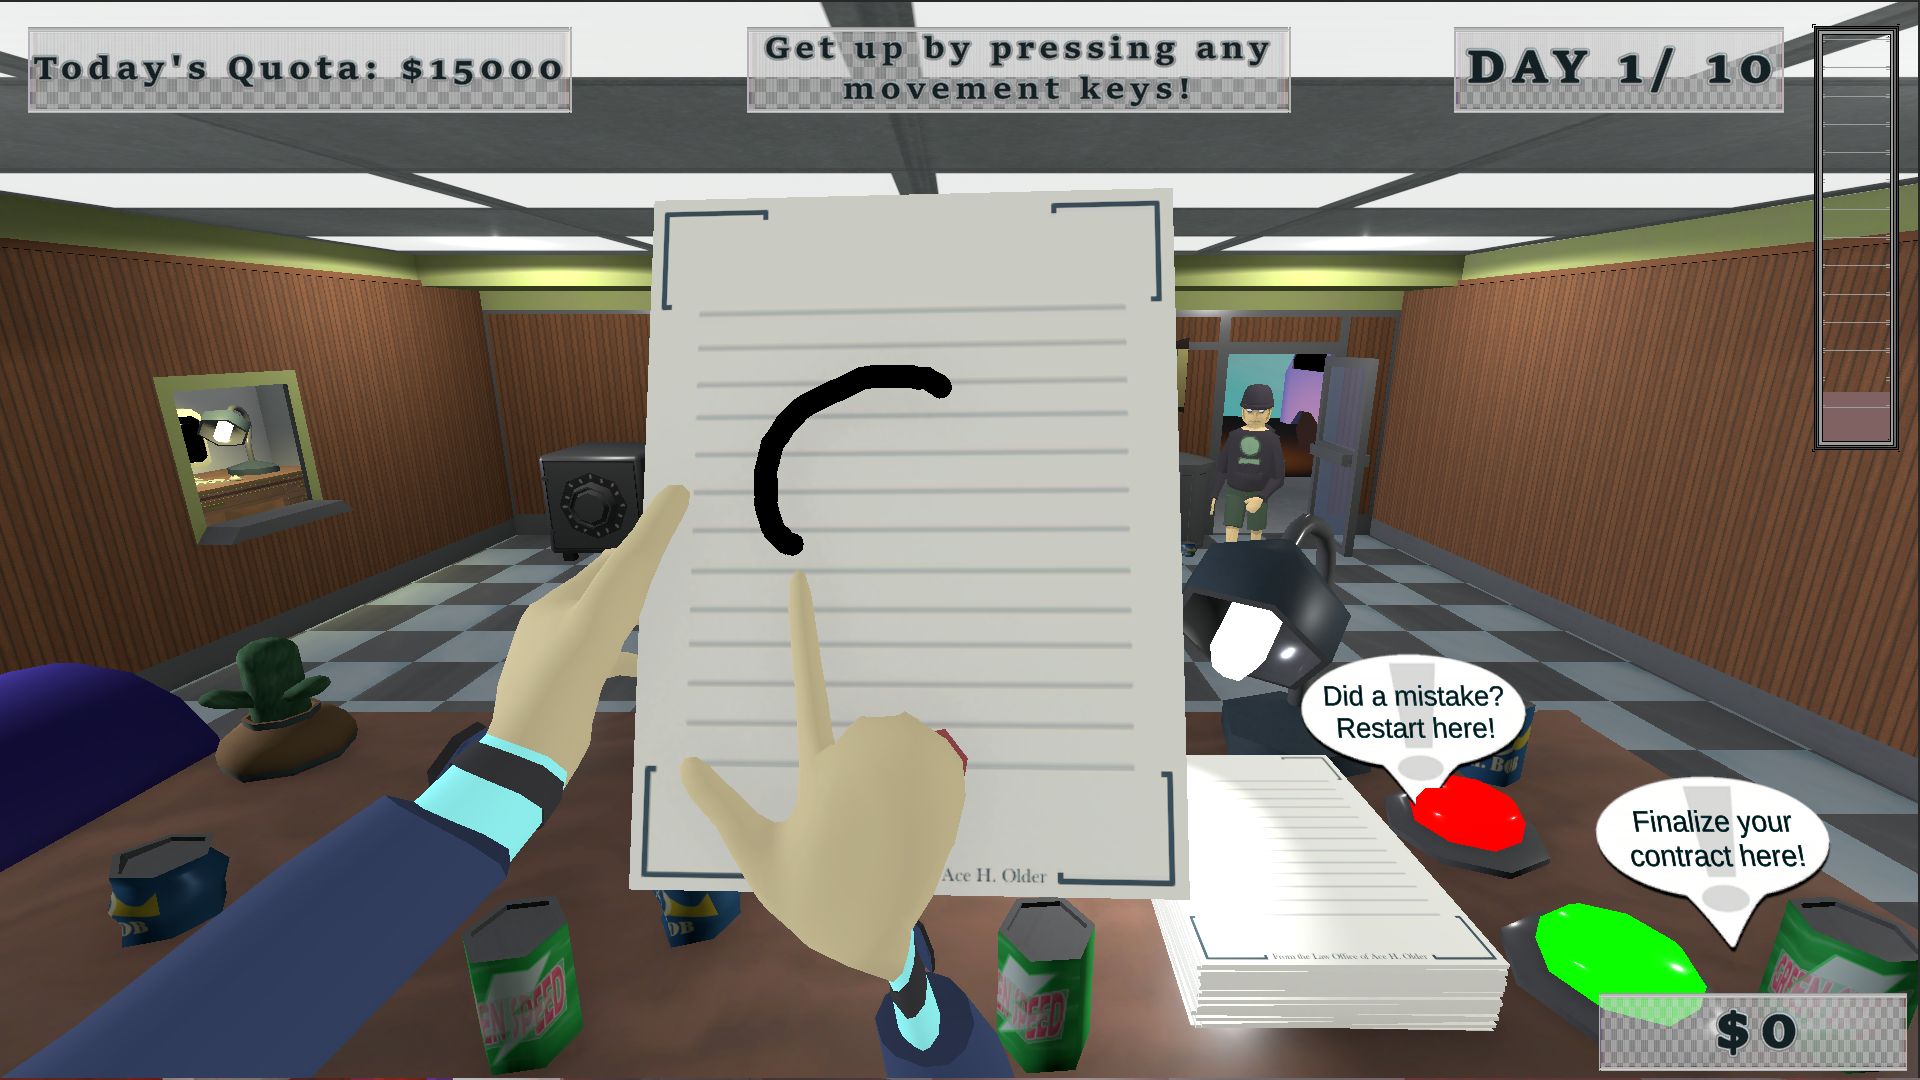 Today's Quota: $15000
Get up by pressing any
movement keys!
DAY 1/ 10
Did a mistake?
Restart here!
Finalize your
contract here!
Ace H. Older
From the Law Office of Ace H. Older
$0